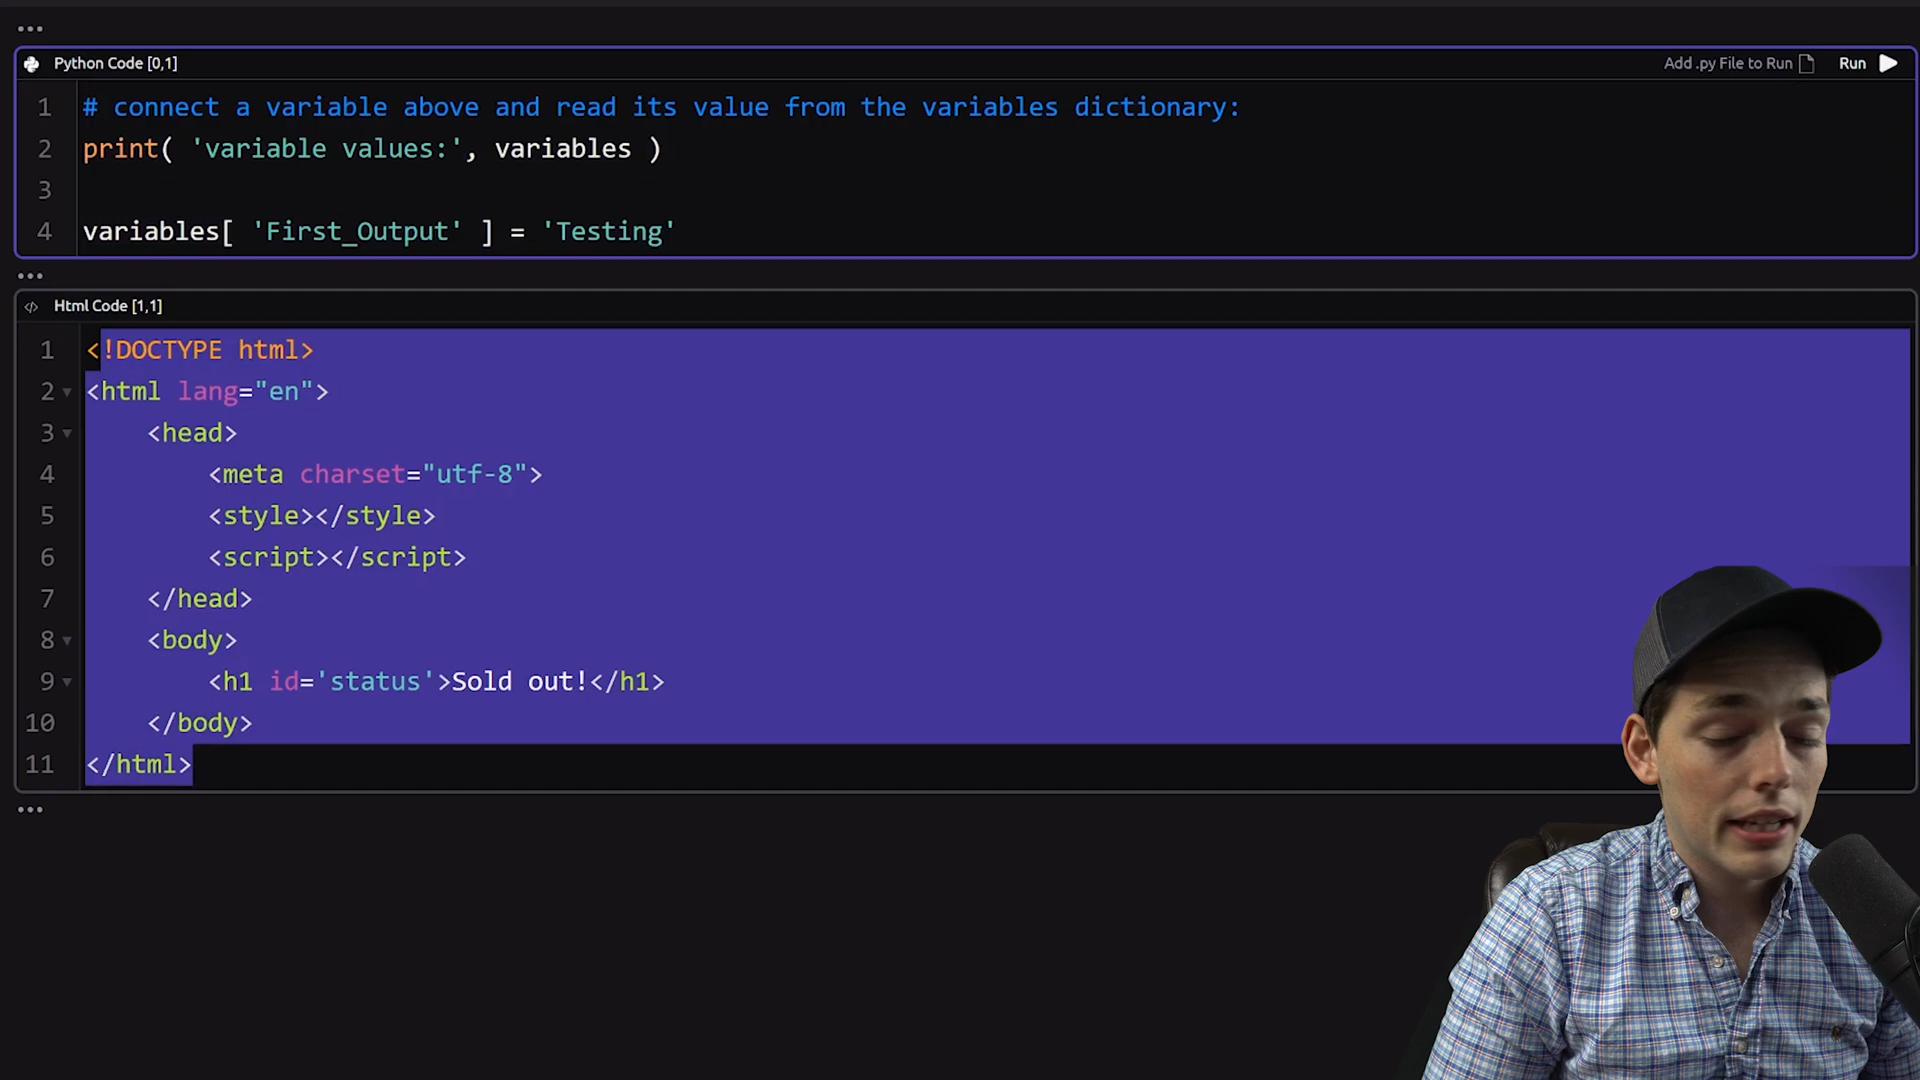 Python Code [0,1]
Add .py File to Run
Run
1 # connect a variable above and read its value from the variables dictionary:
2 print( 'variable values:', variables )
3
4 variables[ 'First_Output' ] = 'Testing'
Html Code [1,1]
1 <!DOCTYPE html>
2 <html lang="en">
3 <head>
4 <meta charset="utf-8">
5 <style></style>
6 <script></script>
7 </head>
8 <body>
9 <h1 id='status'>Sold out!</h1>
10 </body>
11 </html>